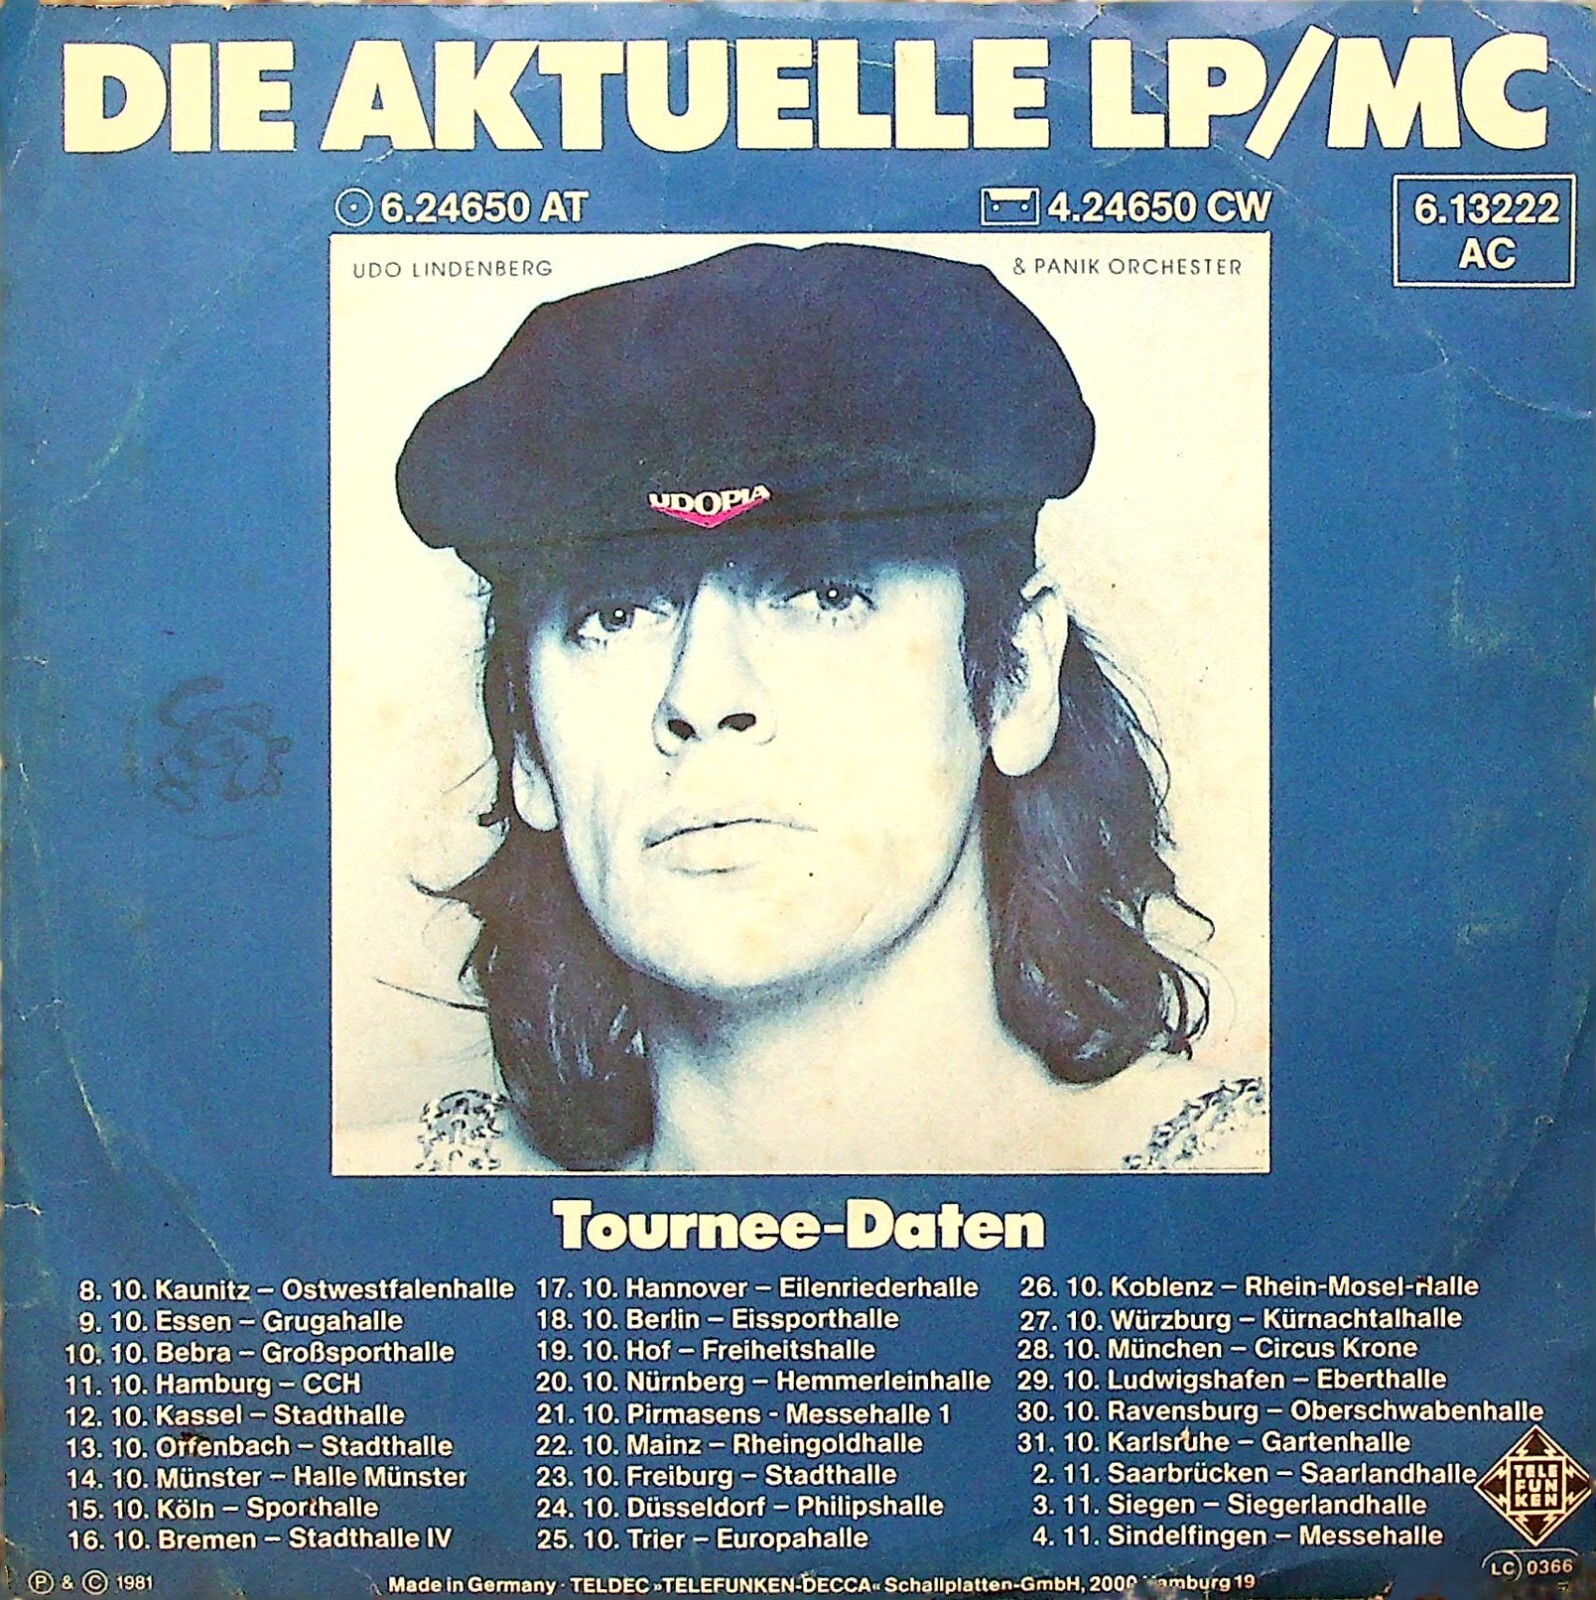 DIE AKTUELLE LP/MC
6.24650 AT
4.24650 CW
6.13222
AC
UDO LINDENBERG
& PANIK ORCHESTER
UDOPIA
Tournee-Daten
8. 10. Kaunitz – Ostwestfalenhalle
9. 10. Essen – Grugahalle
10. 10. Bebra – Großsporthalle
11. 10. Hamburg – CCH
12. 10. Kassel – Stadthalle
13. 10. Offenbach – Stadthalle
14. 10. Münster – Halle Münster
15. 10. Köln – Sporthalle
16. 10. Bremen – Stadthalle IV
17. 10. Hannover – Eilenriederhalle
18. 10. Berlin – Eissporthalle
19. 10. Hof – Freiheitshalle
20. 10. Nürnberg – Hemmerleinhalle
21. 10. Pirmasens - Messehalle 1
22. 10. Mainz – Rheingoldhalle
23. 10. Freiburg – Stadthalle
24. 10. Düsseldorf – Philipshalle
25. 10. Trier – Europahalle
26. 10. Koblenz – Rhein-Mosel-Halle
27. 10. Würzburg – Kürnachtalhalle
28. 10. München – Circus Krone
29. 10. Ludwigshafen – Eberthalle
30. 10. Ravensburg – Oberschwabenhalle
31. 10. Karlsruhe – Gartenhalle
2. 11. Saarbrücken – Saarlandhalle
3. 11. Siegen – Siegerlandhalle
4. 11. Sindelfingen – Messehalle
TELE
FUN
KEN
LC 0366
Ⓟ & © 1981
Made in Germany · TELDEC »TELEFUNKEN-DECCA« Schallplatten-GmbH, 2000 Hamburg 19